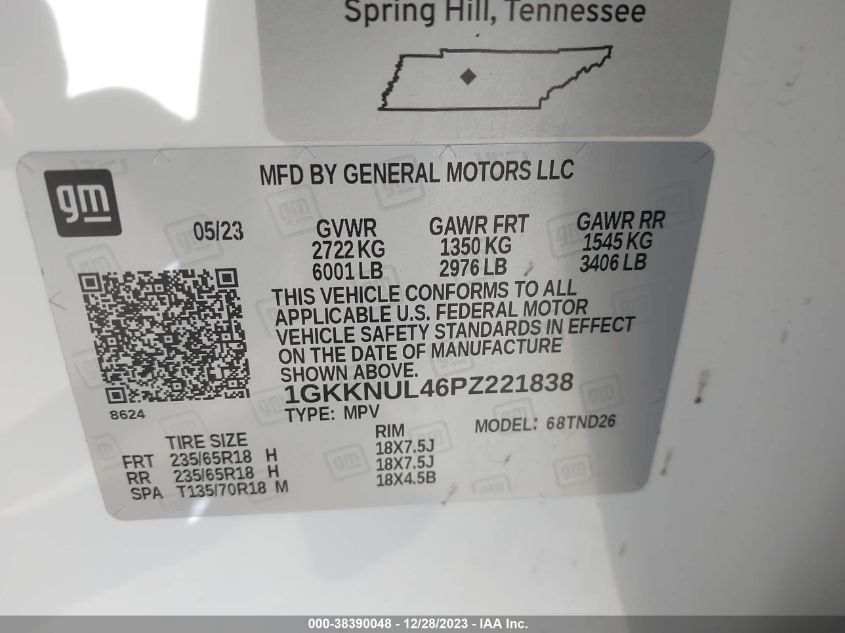 Spring Hill, Tennessee
gm
MFD BY GENERAL MOTORS LLC
05/23
GVWR
2722 KG
6001 LB
GAWR FRT
1350 KG
2976 LB
GAWR RR
1545 KG
3406 LB
THIS VEHICLE CONFORMS TO ALL
APPLICABLE U.S. FEDERAL MOTOR
VEHICLE SAFETY STANDARDS IN EFFECT
ON THE DATE OF MANUFACTURE
SHOWN ABOVE.
1GKKNUL46PZ221838
TYPE: MPV
8624
MODEL: 68TND26
TIRE SIZE
RIM
FRT 235/65R18 H 18X7.5J
RR 235/65R18 H 18X7.5J
SPA T135/70R18 M 18X4.5B
000-38390048 - 12/28/2023 - IAA Inc.